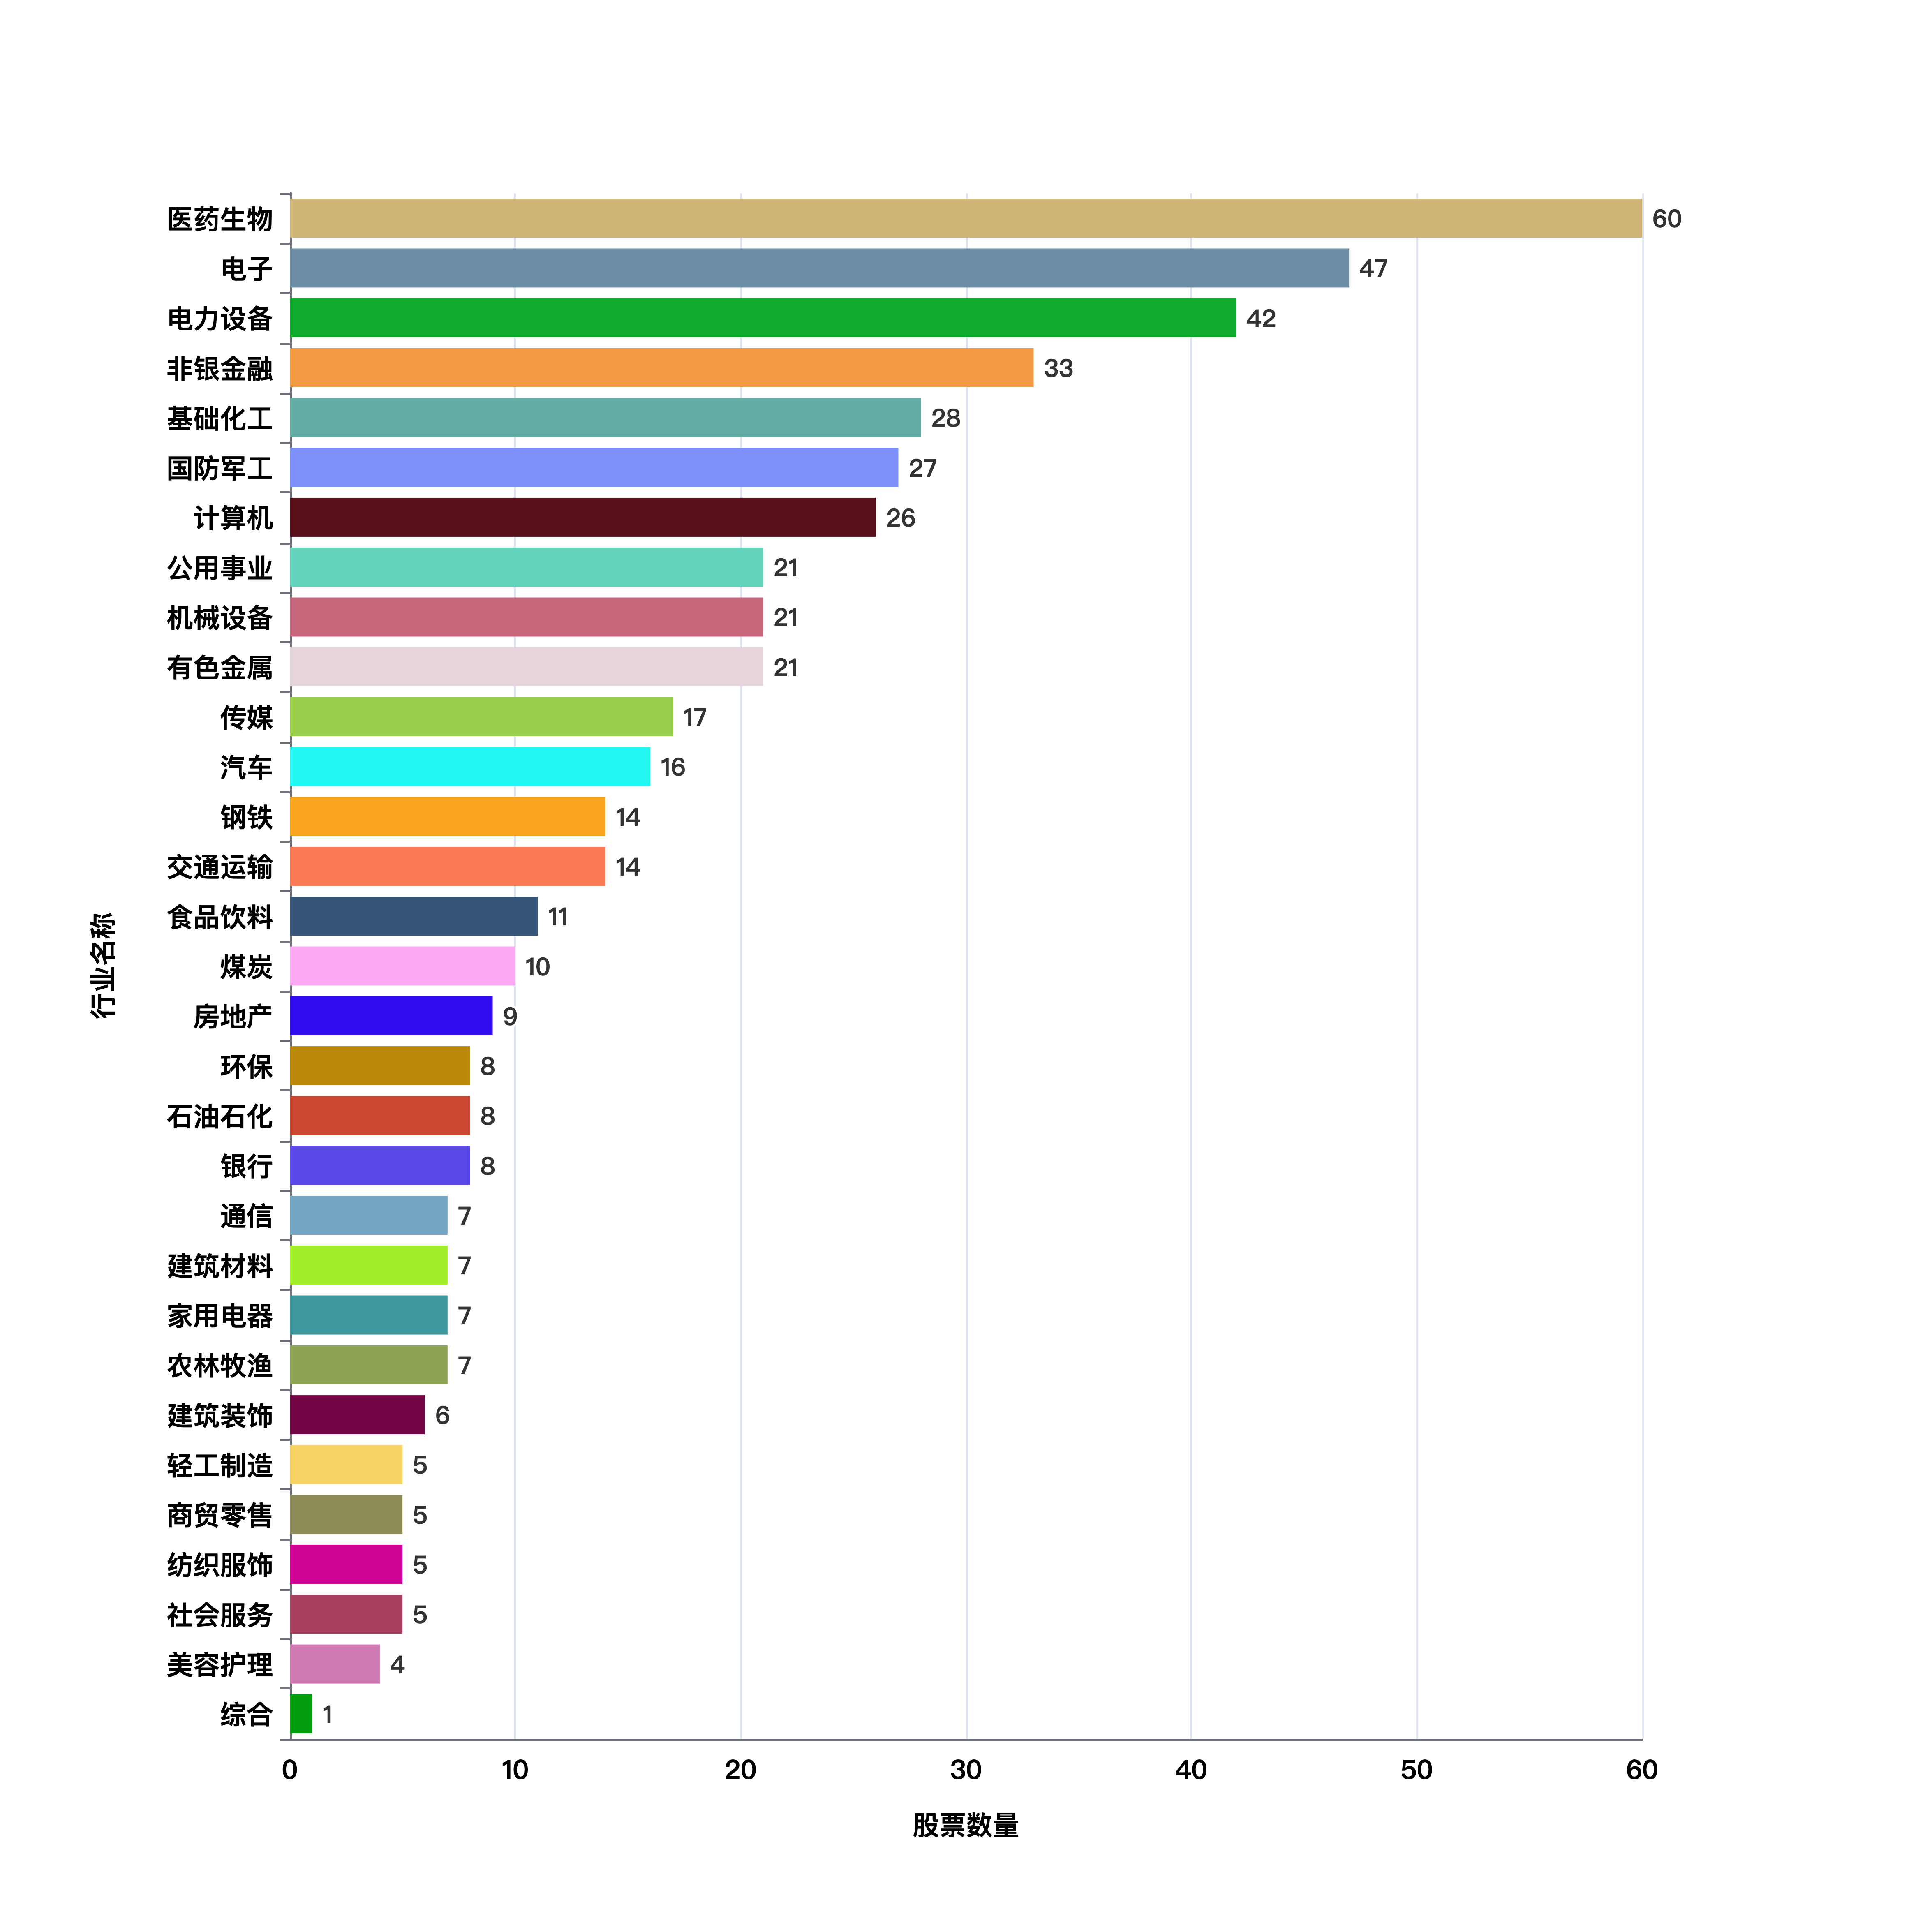 医药生物 60
电子 47
电力设备 42
非银金融 33
基础化工 28
国防军工 27
计算机 26
公用事业 21
机械设备 21
有色金属 21
传媒 17
汽车 16
钢铁 14
交通运输 14
食品饮料 11
煤炭 10
房地产 9
环保 8
石油石化 8
银行 8
通信 7
建筑材料 7
家用电器 7
农林牧渔 7
建筑装饰 6
轻工制造 5
商贸零售 5
纺织服饰 5
社会服务 5
美容护理 4
综合 1
0 10 20 30 40 50 60
股票数量
行业名称